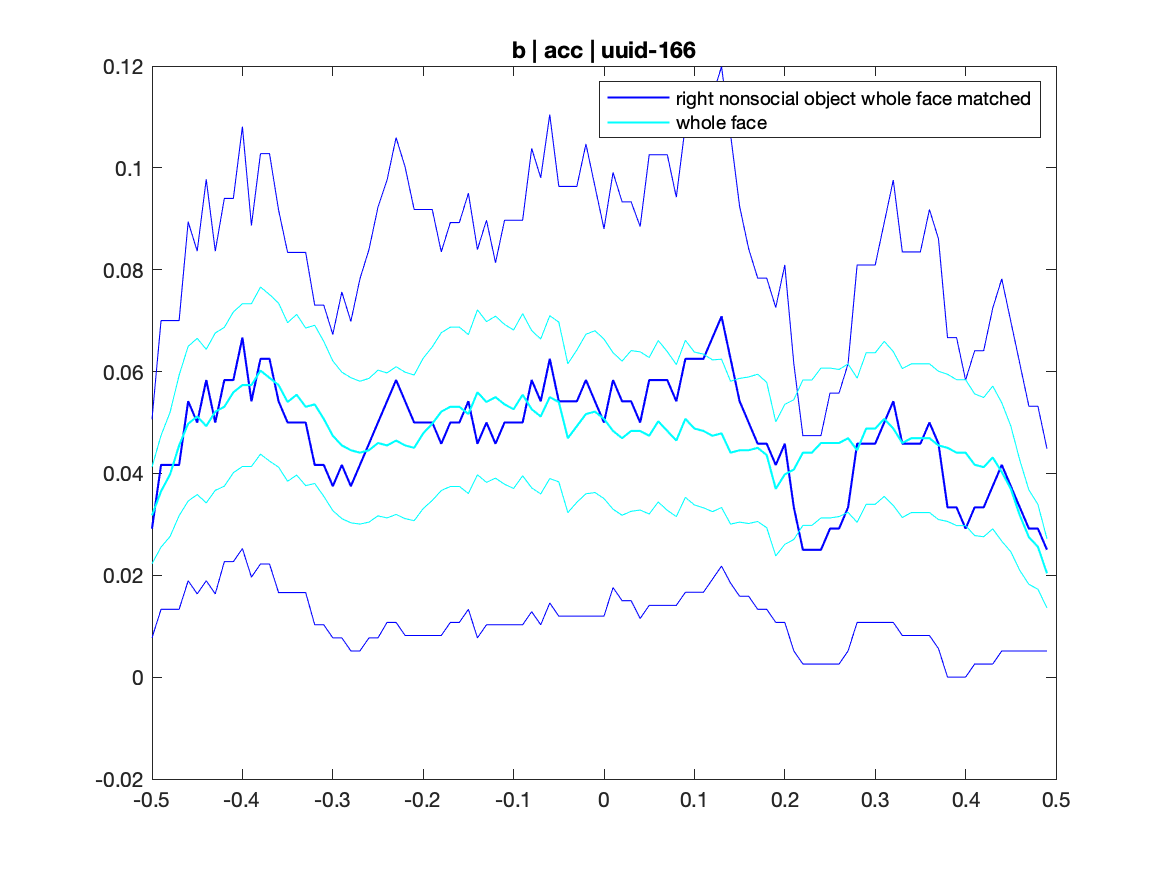 b | acc | uuid-166
right nonsocial object whole face matched
whole face
0.12
0.1
0.08
0.06
0.04
0.02
0
-0.02
-0.5 -0.4 -0.3 -0.2 -0.1 0 0.1 0.2 0.3 0.4 0.5